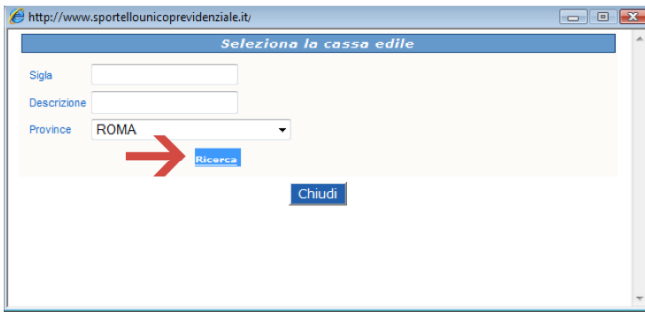 http://www.sportellounicoprevidenziale.it/
Seleziona la cassa edile
Sigla
Descrizione
Province ROMA
Ricerca
Chiudi